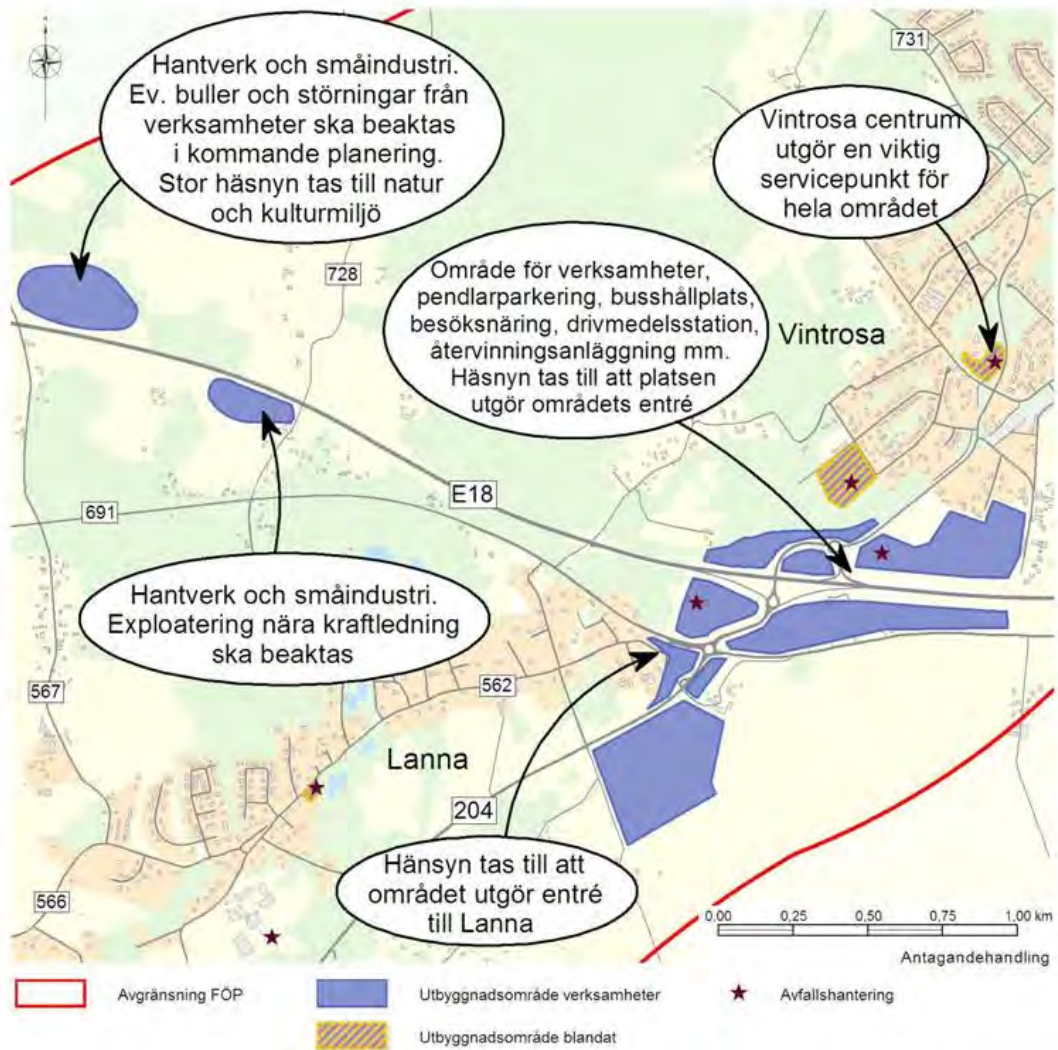 731
Hantverk och småindustri.
Ev. buller och störningar från
verksamheter ska beaktas
i kommande planering.
Stor häsnyn tas till natur
och kulturmiljö
Vintrosa centrum
utgör en viktig
servicepunkt för
hela området
728
Område för verksamheter,
pendlarparkering, busshållplats,
besöksnäring, drivmedelsstation,
återvinningsanläggning mm.
Häsnyn tas till att platsen
utgör områdets entré
Vintrosa
E18
691
Hantverk och småindustri.
Exploatering nära kraftledning
ska beaktas
567
562
Lanna
204
Hänsyn tas till att
området utgör entré
till Lanna
566
0,00 0,25 0,50 0,75 1,00 km
Antagandehandling
Avgränsning FÖP
Utbyggnadsområde verksamheter
Avfallshantering
Utbyggnadsområde blandat